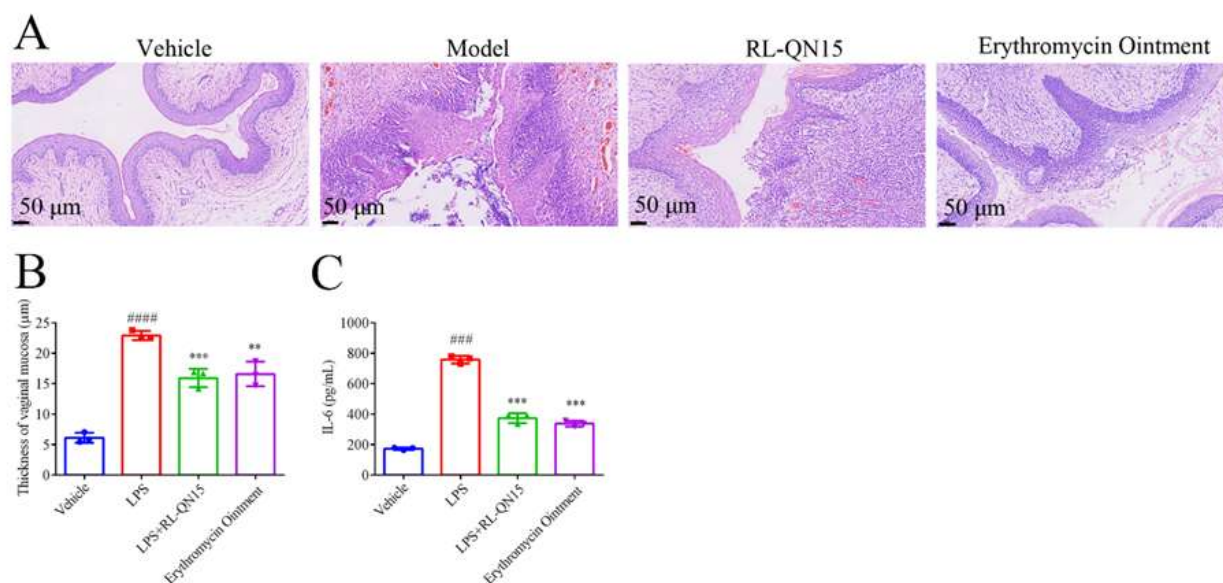 A
Vehicle
Model
RL-QN15
Erythromycin Ointment
50 μm
50 μm
50 μm
50 μm
B
Thickness of vaginal mucosa (μm)
25
20
15
10
5
0
####
***
**
Vehicle
LPS
LPS+RL-QN15
Erythromycin Ointment
C
IL-6 (pg/mL)
1000
800
600
400
200
0
###
***
***
Vehicle
LPS
LPS+RL-QN15
Erythromycin Ointment